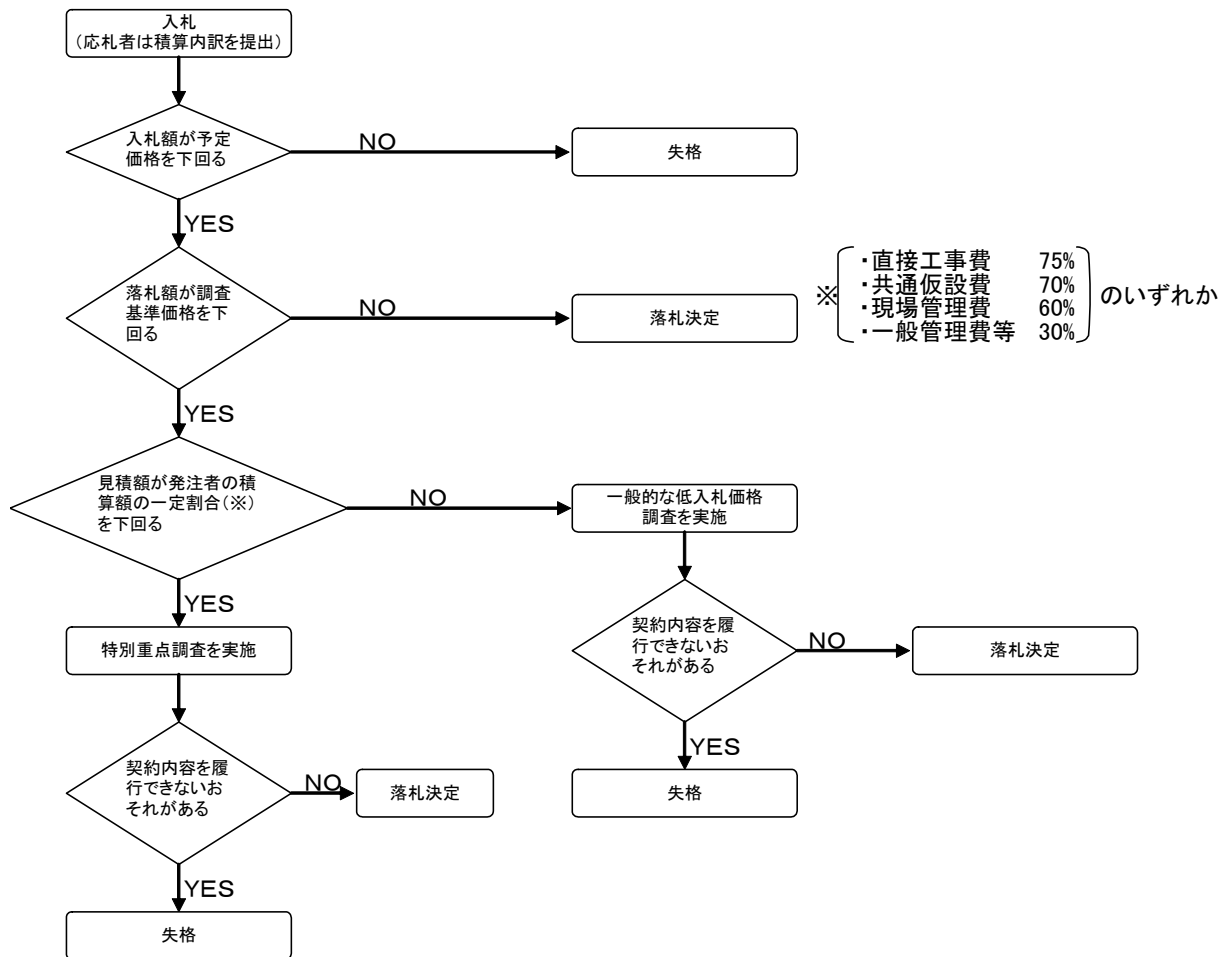 入札
(応札者は積算内訳を提出)
入札額が予定
価格を下回る
NO
失格
YES
落札額が調査
基準価格を下
回る
NO
落札決定
※
・直接工事費 75%
・共通仮設費 70%
・現場管理費 60%
・一般管理費等 30%
のいずれか
YES
見積額が発注者の積
算額の一定割合(※)
を下回る
NO
一般的な低入札価格
調査を実施
YES
特別重点調査を実施
契約内容を履
行できないお
それがある
NO
落札決定
YES
失格
契約内容を履
行できないお
それがある
NO
落札決定
YES
失格